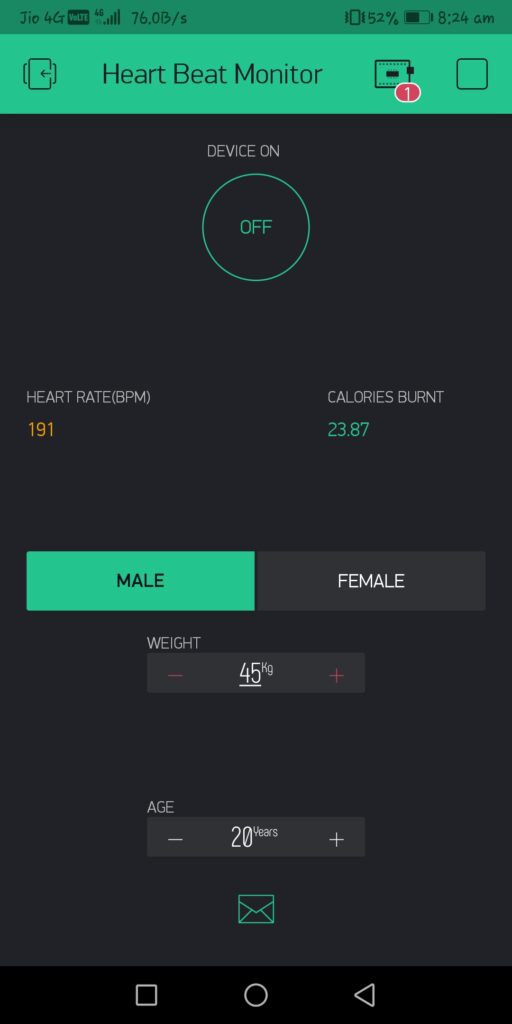 Jio 4G VoLTE 4G 76.0B/s 52% 8:24 am
Heart Beat Monitor
1
DEVICE ON
OFF
HEART RATE(BPM) CALORIES BURNT
191 23.87
MALE FEMALE
WEIGHT
− 45Kg +
AGE
− 20Years +